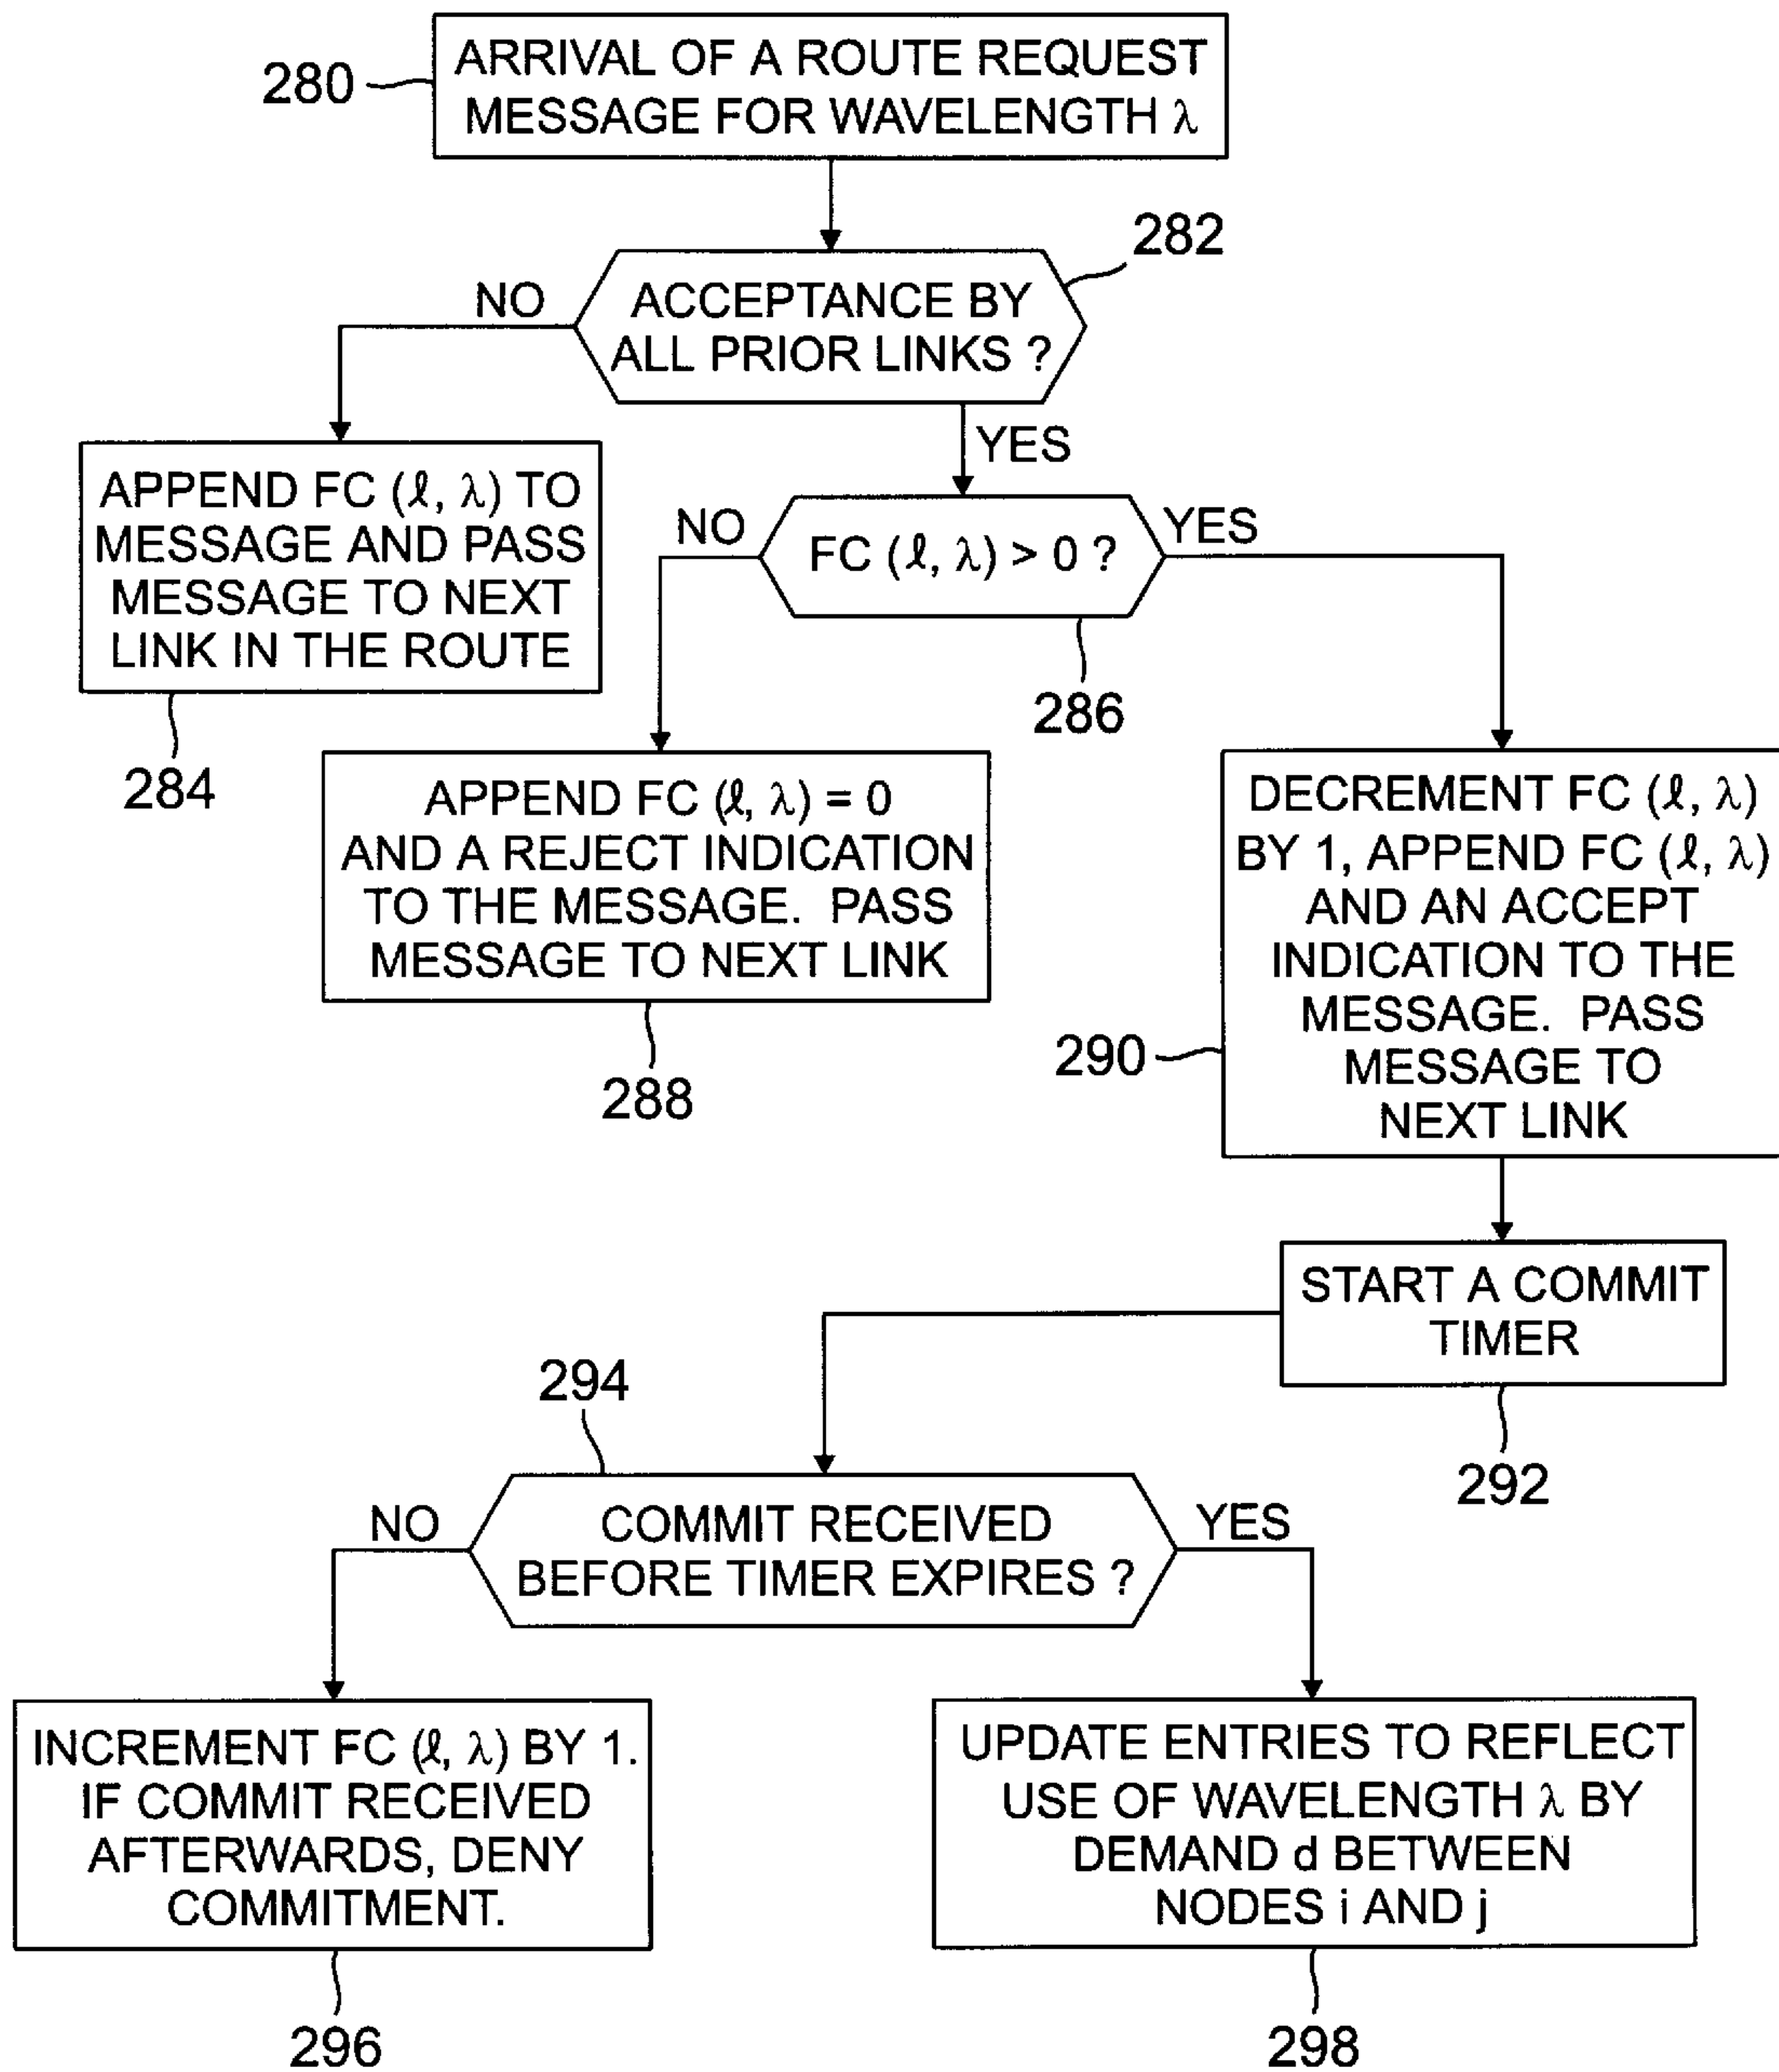 280
ARRIVAL OF A ROUTE REQUEST
MESSAGE FOR WAVELENGTH λ
282
ACCEPTANCE BY
ALL PRIOR LINKS ?
NO
YES
APPEND FC (ℓ, λ) TO
MESSAGE AND PASS
MESSAGE TO NEXT
LINK IN THE ROUTE
284
NO
FC (ℓ, λ) > 0 ?
YES
286
APPEND FC (ℓ, λ) = 0
AND A REJECT INDICATION
TO THE MESSAGE. PASS
MESSAGE TO NEXT LINK
288
DECREMENT FC (ℓ, λ)
BY 1, APPEND FC (ℓ, λ)
AND AN ACCEPT
INDICATION TO THE
MESSAGE. PASS
MESSAGE TO
NEXT LINK
290
START A COMMIT
TIMER
292
294
NO
COMMIT RECEIVED
BEFORE TIMER EXPIRES ?
YES
INCREMENT FC (ℓ, λ) BY 1.
IF COMMIT RECEIVED
AFTERWARDS, DENY
COMMITMENT.
296
UPDATE ENTRIES TO REFLECT
USE OF WAVELENGTH λ BY
DEMAND d BETWEEN
NODES i AND j
298